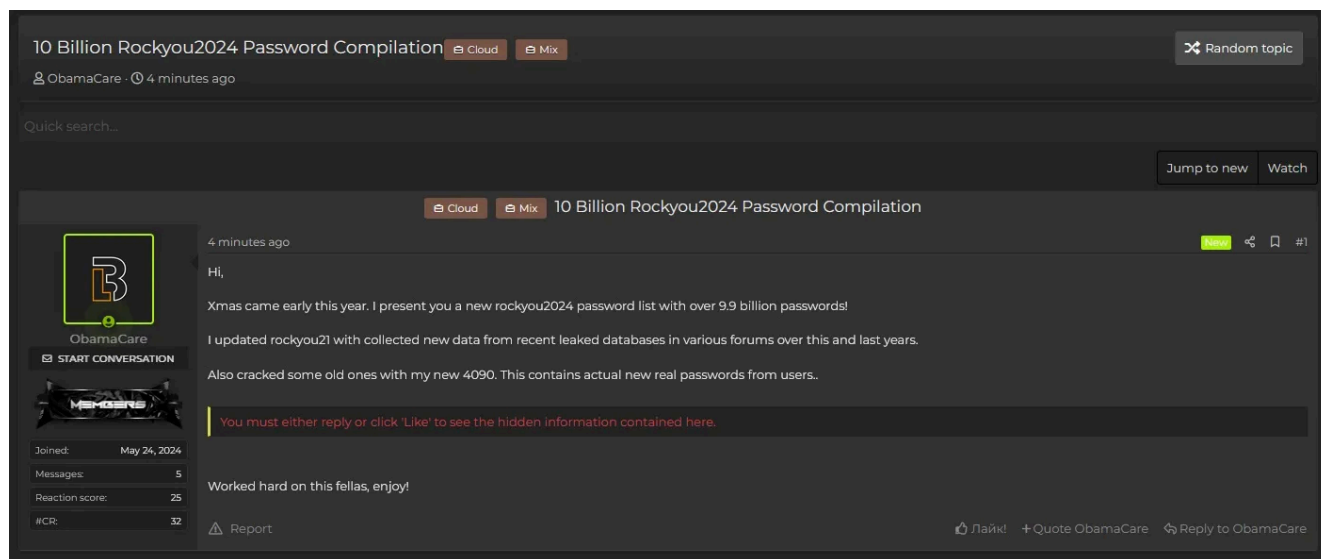 10 Billion Rockyou2024 Password Compilation Cloud Mix
Random topic
ObamaCare · 4 minutes ago
Quick search...
Jump to new Watch
Cloud Mix 10 Billion Rockyou2024 Password Compilation
4 minutes ago
New #1
Hi,
Xmas came early this year. I present you a new rockyou2024 password list with over 9.9 billion passwords!
I updated rockyou21 with collected new data from recent leaked databases in various forums over this and last years.
Also cracked some old ones with my new 4090. This contains actual new real passwords from users..
You must either reply or click 'Like' to see the hidden information contained here.
Worked hard on this fellas, enjoy!
ObamaCare
START CONVERSATION
MEMBERS
Joined: May 24, 2024
Messages: 5
Reaction score: 25
#CR: 32
Report
Лайк! +Quote ObamaCare Reply to ObamaCare